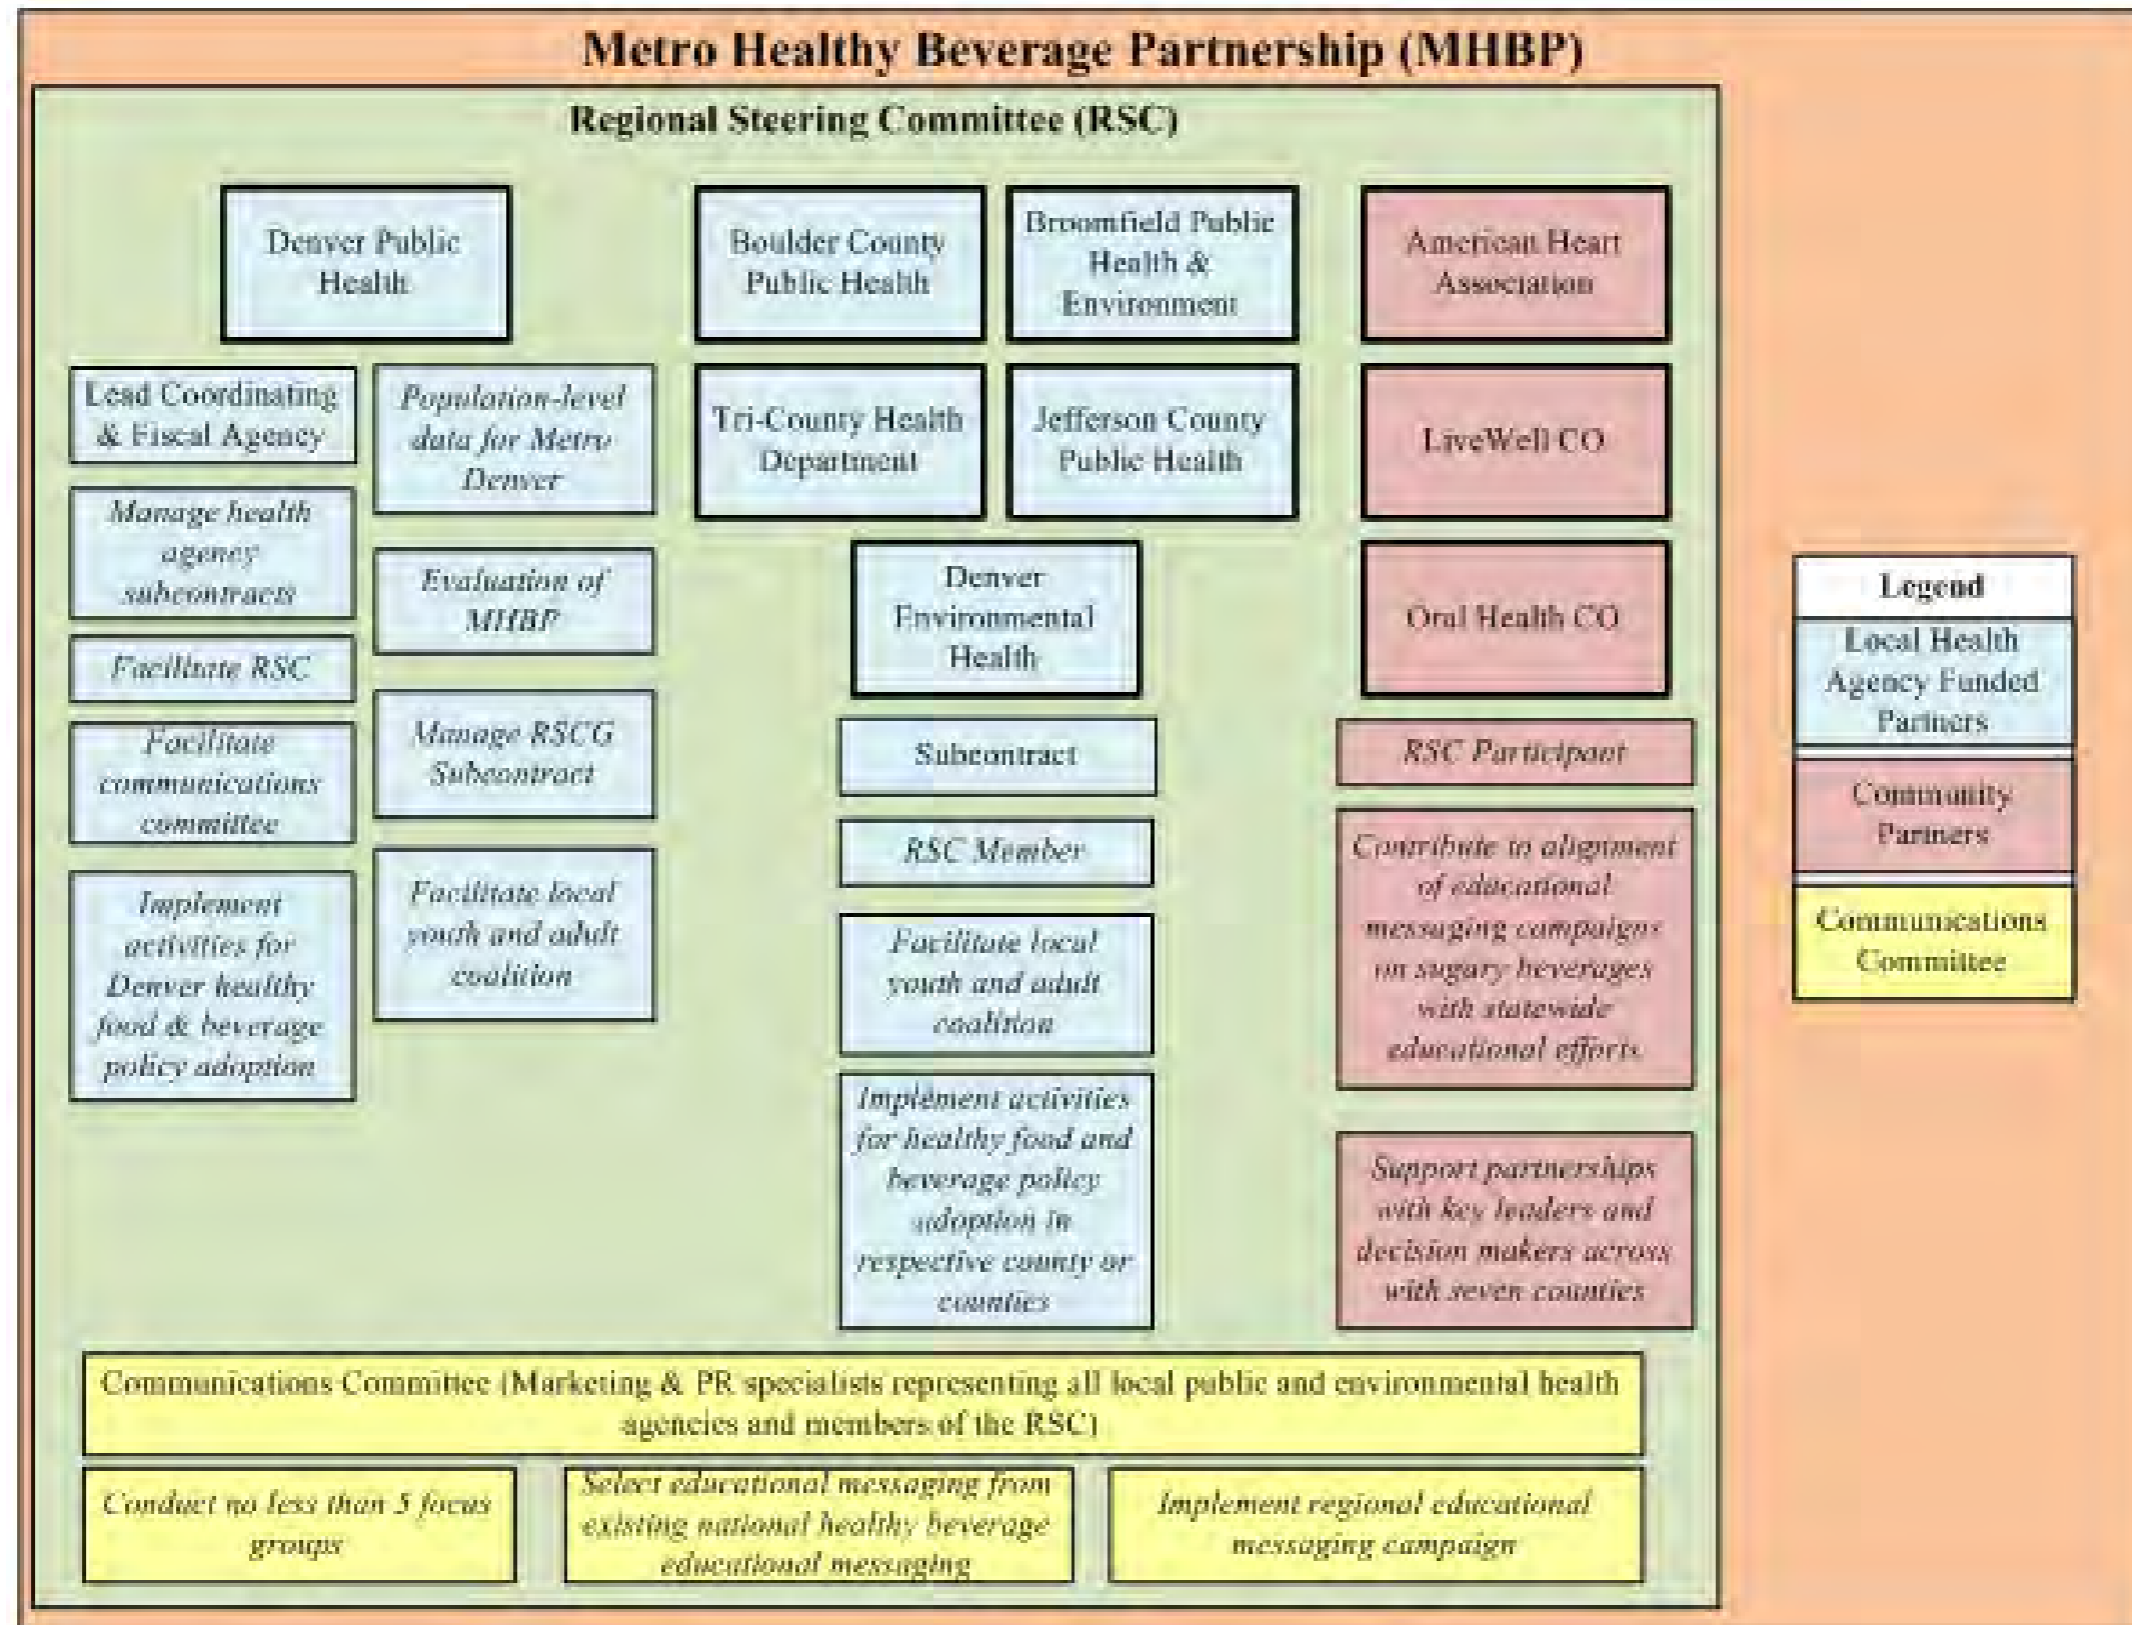 Metro Healthy Beverage Partnership (MHBP)
Regional Steering Committee (RSC)
Denver Public
Health
Lead Coordinating
& Fiscal Agency
Manage health
agency
subcontracts
Facilitate RSC
Facilitate
communications
committee
Implement
activities for
Denver healthy
food & beverage
policy adoption
Population-level
data for Metro
Denver
Evaluation of
MHBP
Manage RSCG
Subcontract
Facilitate local
youth and adult
coalition
Boulder County
Public Health
Broomfield Public
Health &
Environment
Tri-County Health
Department
Jefferson County
Public Health
Denver
Environmental
Health
Subcontract
RSC Member
Facilitate local
youth and adult
coalition
Implement activities
for healthy food and
beverage policy
adoption in
respective county or
counties
American Heart
Association
LiveWell CO
Oral Health CO
RSC Participant
Contribute to alignment
of educational
messaging campaigns
on sugary beverages
with statewide
educational efforts
Support partnerships
with key leaders and
decision makers across
with seven counties
Communications Committee (Marketing & PR specialists representing all local public and environmental health
agencies and members of the RSC)
Conduct no less than 5 focus
groups
Select educational messaging from
existing national healthy beverage
educational messaging
Implement regional educational
messaging campaign
Legend
Local Health
Agency Funded
Partners
Community
Partners
Communications
Committee